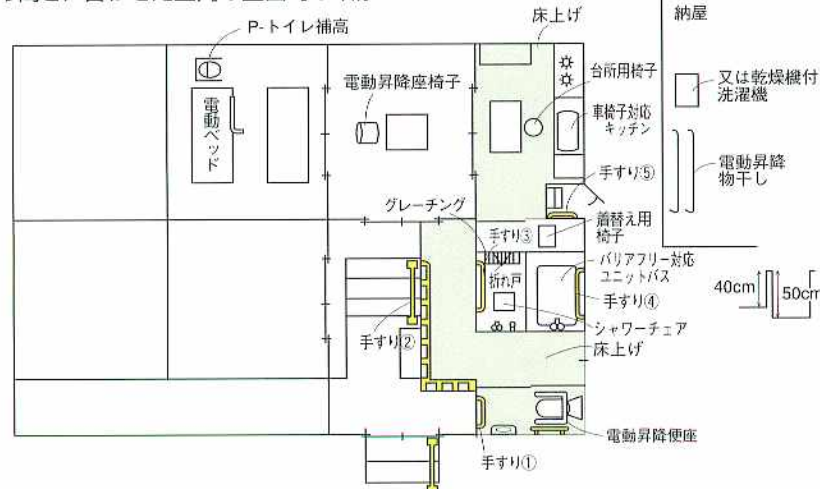 P-トイレ補高
床上げ
納屋
電動昇降座椅子
台所用椅子
又は乾燥機付
洗濯機
電動ベッド
車椅子対応
キッチン
手すり⑤
電動昇降
物干し
グレーチング
手すり③
着替え用
椅子
折れ戸
バリアフリー対応
ユニットバス
40cm
50cm
手すり④
手すり②
シャワーチェア
床上げ
電動昇降便座
手すり①